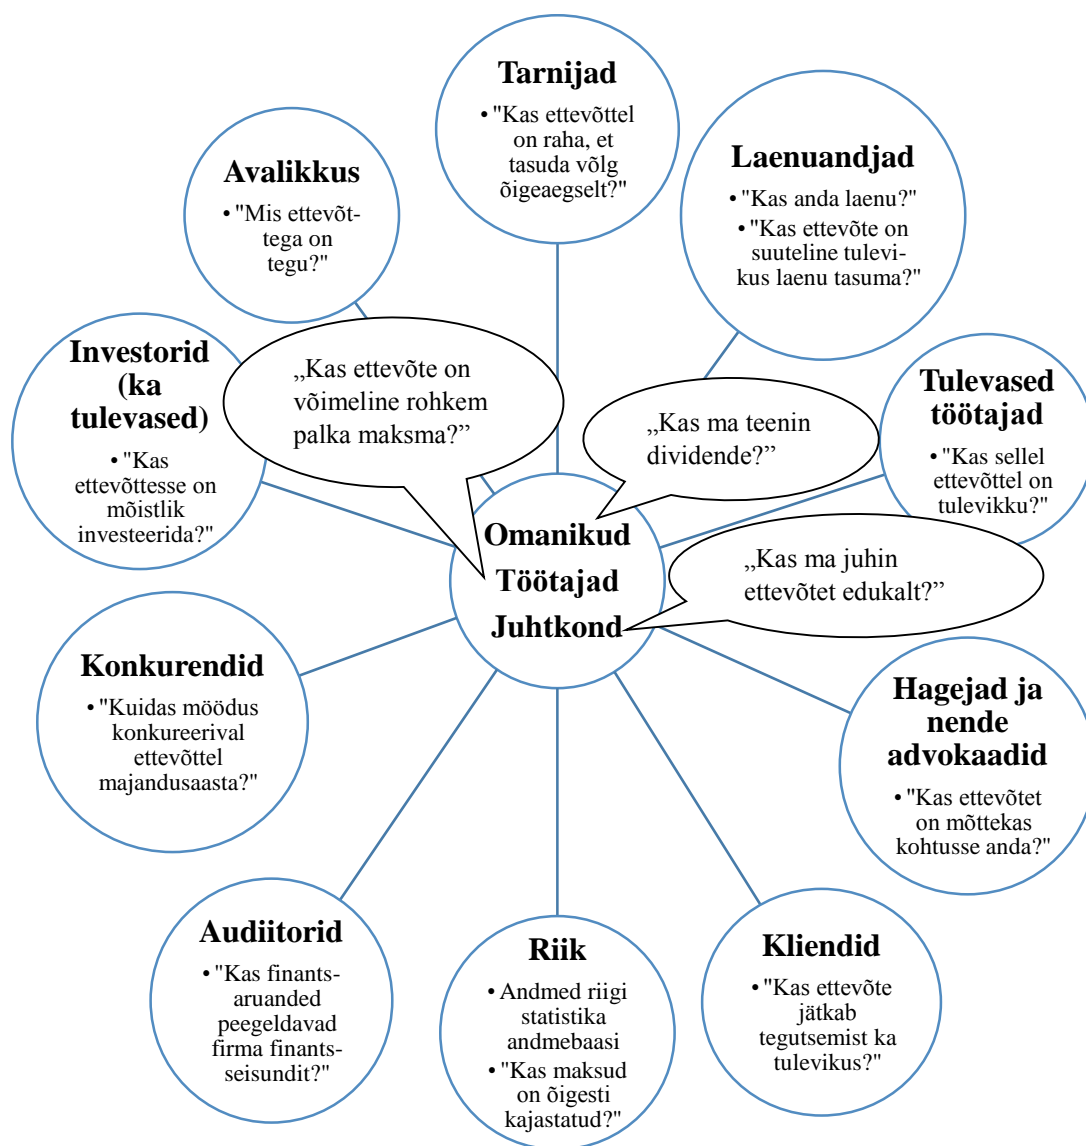 Tarnijad
• "Kas ettevõttel
on raha, et
tasuda võlg
õigeaegselt?"
Laenuandjad
• "Kas anda laenu?"
• "Kas ettevõte on
suuteline tulevi-
kus laenu tasuma?"
Avalikkus
• "Mis ettevõt-
tega on
tegu?"
Investorid
(ka
tulevased)
• "Kas
ettevõttesse on
mõistlik
investeerida?"
„Kas ettevõte on
võimeline rohkem
palka maksma?”
„Kas ma teenin
dividende?”
Tulevased
töötajad
• "Kas sellel
ettevõttel on
tulevikku?"
Omanikud
Töötajad
Juhtkond
„Kas ma juhin
ettevõtet edukalt?”
Konkurendid
• "Kuidas möödus
konkureerival
ettevõttel
majandusaasta?"
Hagejad ja
nende
advokaadid
• "Kas ettevõtet
on mõttekas
kohtusse anda?"
Audiitorid
• "Kas finants-
aruanded
peegeldavad
firma finants-
seisundit?"
Riik
• Andmed riigi
statistika
andmebaasi
• "Kas maksud
on õigesti
kajastatud?"
Kliendid
• "Kas ettevõte
jätkab
tegutsemist ka
tulevikus?"